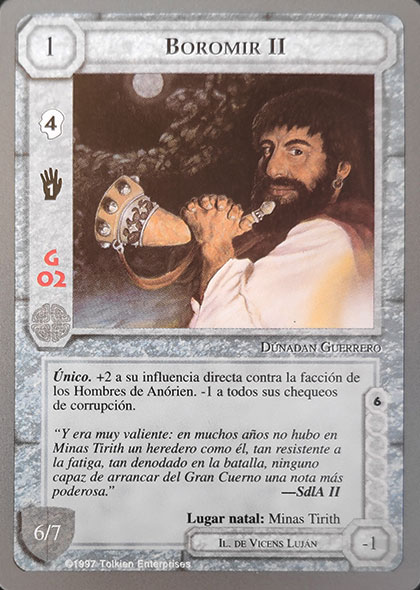 1
BOROMIR II
4
1
G
02
DÚNADAN GUERRERO
Único. +2 a su influencia directa contra la facción de
los Hombres de Anórien. -1 a todos sus chequeos
de corrupción.
6
“Y era muy valiente: en muchos años no hubo en
Minas Tirith un heredero como él, tan resistente a
la fatiga, tan denodado en la batalla, ninguno
capaz de arrancar del Gran Cuerno una nota más
poderosa.” —SdlA II
Lugar natal: Minas Tirith
6/7
IL. DE VICENS LUJÁN
-1
©1997 Tolkien Enterprises